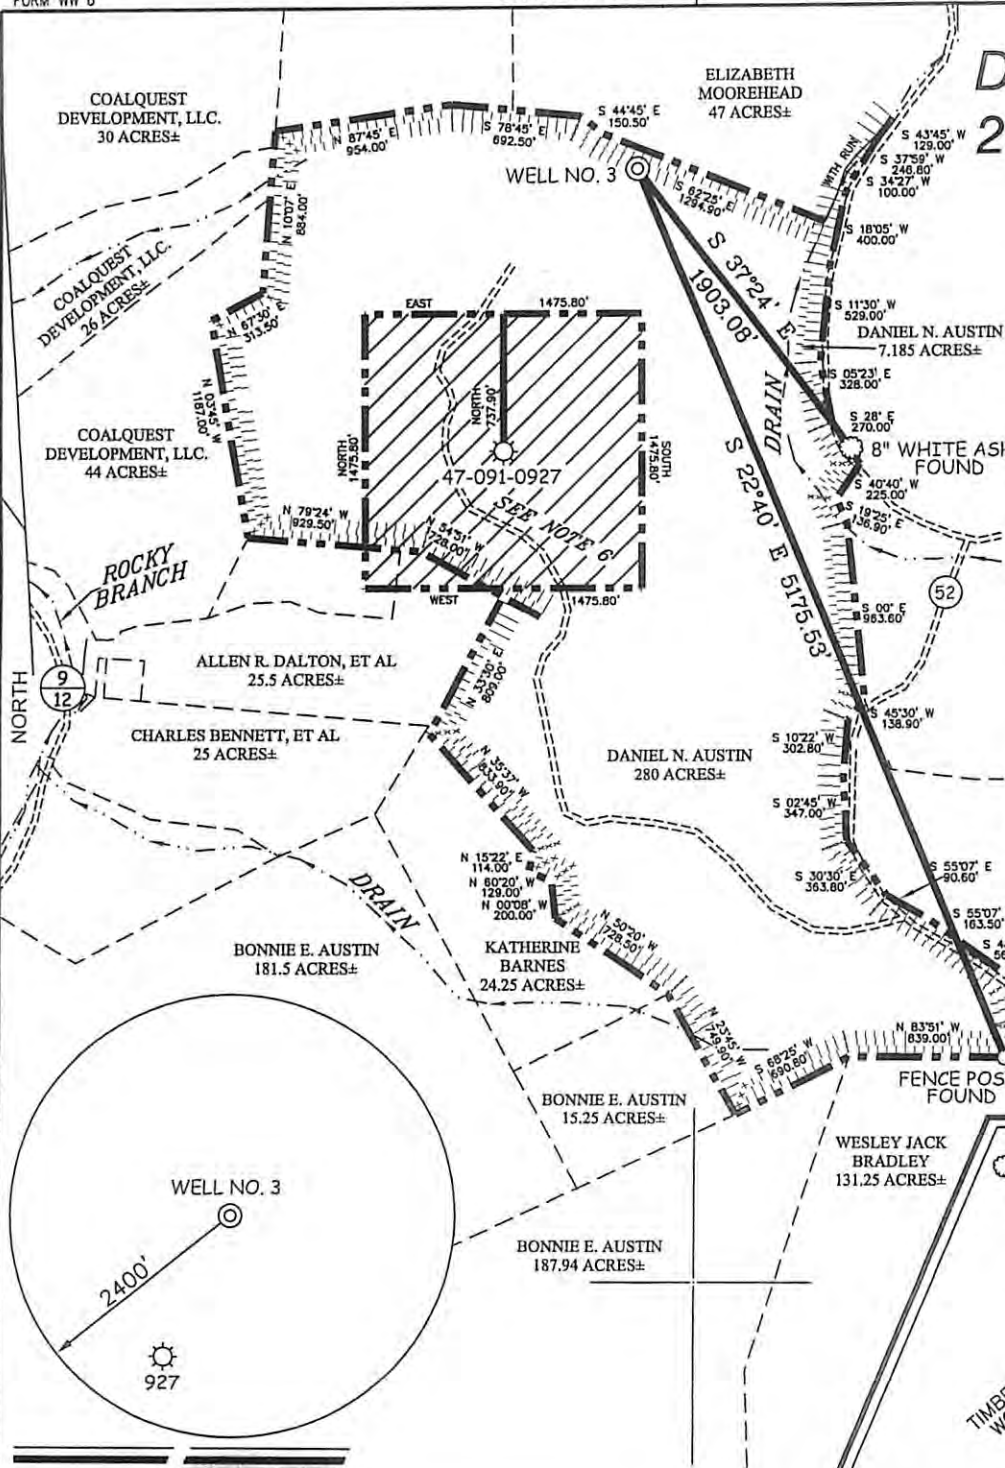 FORM WW 6
COALQUEST
DEVELOPMENT, LLC.
30 ACRES±
ELIZABETH
MOOREHEAD
47 ACRES±
D
2
N 87°45' E
954.00'
S 78°45' E
692.50'
S 44°45' E
150.50'
WELL NO. 3
S 62°25' E
1294.90'
MTH RUN
S 43°45' W
129.00'
S 37°59' W
246.80'
S 34°27' W
100.00'
S 18°05' W
400.00'
N 10°07' E
884.00'
COALQUEST
DEVELOPMENT, LLC.
26 ACRES±
N 67°30' E
313.50'
S 37°24' E
1903.08'
S 11°30' W
529.00'
DANIEL N. AUSTIN
7.185 ACRES±
S 05°23' E
328.00'
S 28' E
270.00'
8" WHITE ASH
FOUND
DRAIN
EAST
1475.80'
NORTH
737.90'
NORTH
1475.80'
SOUTH
1475.80'
47-091-0927
SEE NOTE 6
WEST
1475.80'
N 03°45' W
1187.00'
COALQUEST
DEVELOPMENT, LLC.
44 ACRES±
N 79°24' W
929.50'
N 54°51' W
728.00'
S 40°40' W
225.00'
S 19°25' E
136.90'
S 22°40' E 5175.53'
52
S 00' E
963.60'
ROCKY
BRANCH
ALLEN R. DALTON, ET AL
25.5 ACRES±
NORTH
9
12
N 33°30' E
809.00'
CHARLES BENNETT, ET AL
25 ACRES±
S 45°30' W
138.90'
S 10°22' W
302.80'
DANIEL N. AUSTIN
280 ACRES±
N 35°37' W
833.90'
S 02°45' W
347.00'
N 15°22' E
114.00'
N 60°20' W
129.00'
N 00°08' W
200.00'
S 30°30' E
363.80'
S 55°07' E
90.60'
S 55°07'
163.50'
DRAIN
BONNIE E. AUSTIN
181.5 ACRES±
KATHERINE
BARNES
24.25 ACRES±
N 50°20' W
728.50'
N 23°45' W
749.90'
S 68°25' W
690.80'
N 83°51' W
839.00'
FENCE POS
FOUND
BONNIE E. AUSTIN
15.25 ACRES±
WESLEY JACK
BRADLEY
131.25 ACRES±
WELL NO. 3
2400'
927
BONNIE E. AUSTIN
187.94 ACRES±
TIMBE